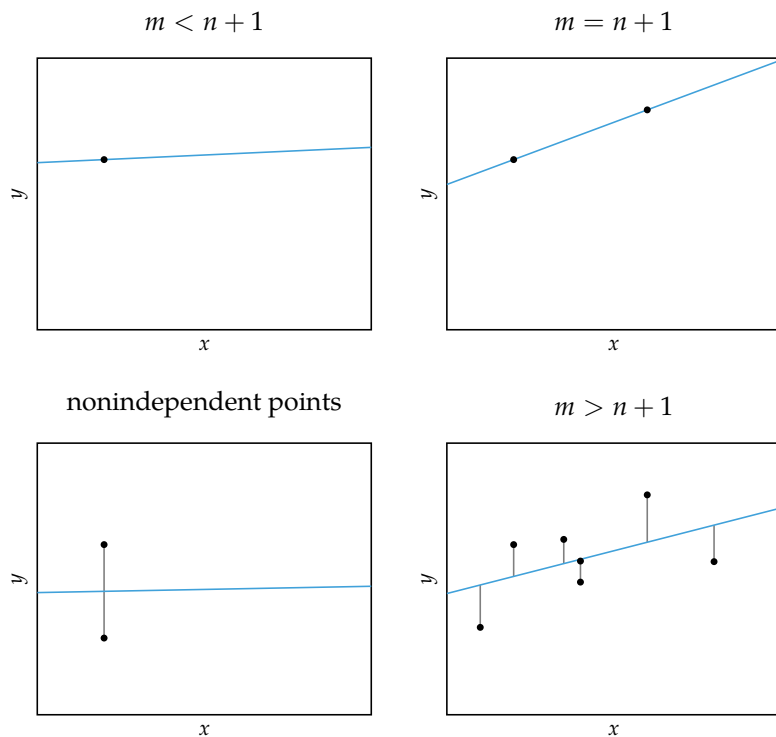 m < n + 1
m = n + 1
y
y
x
x
nonindependent points
m > n + 1
y
y
x
x